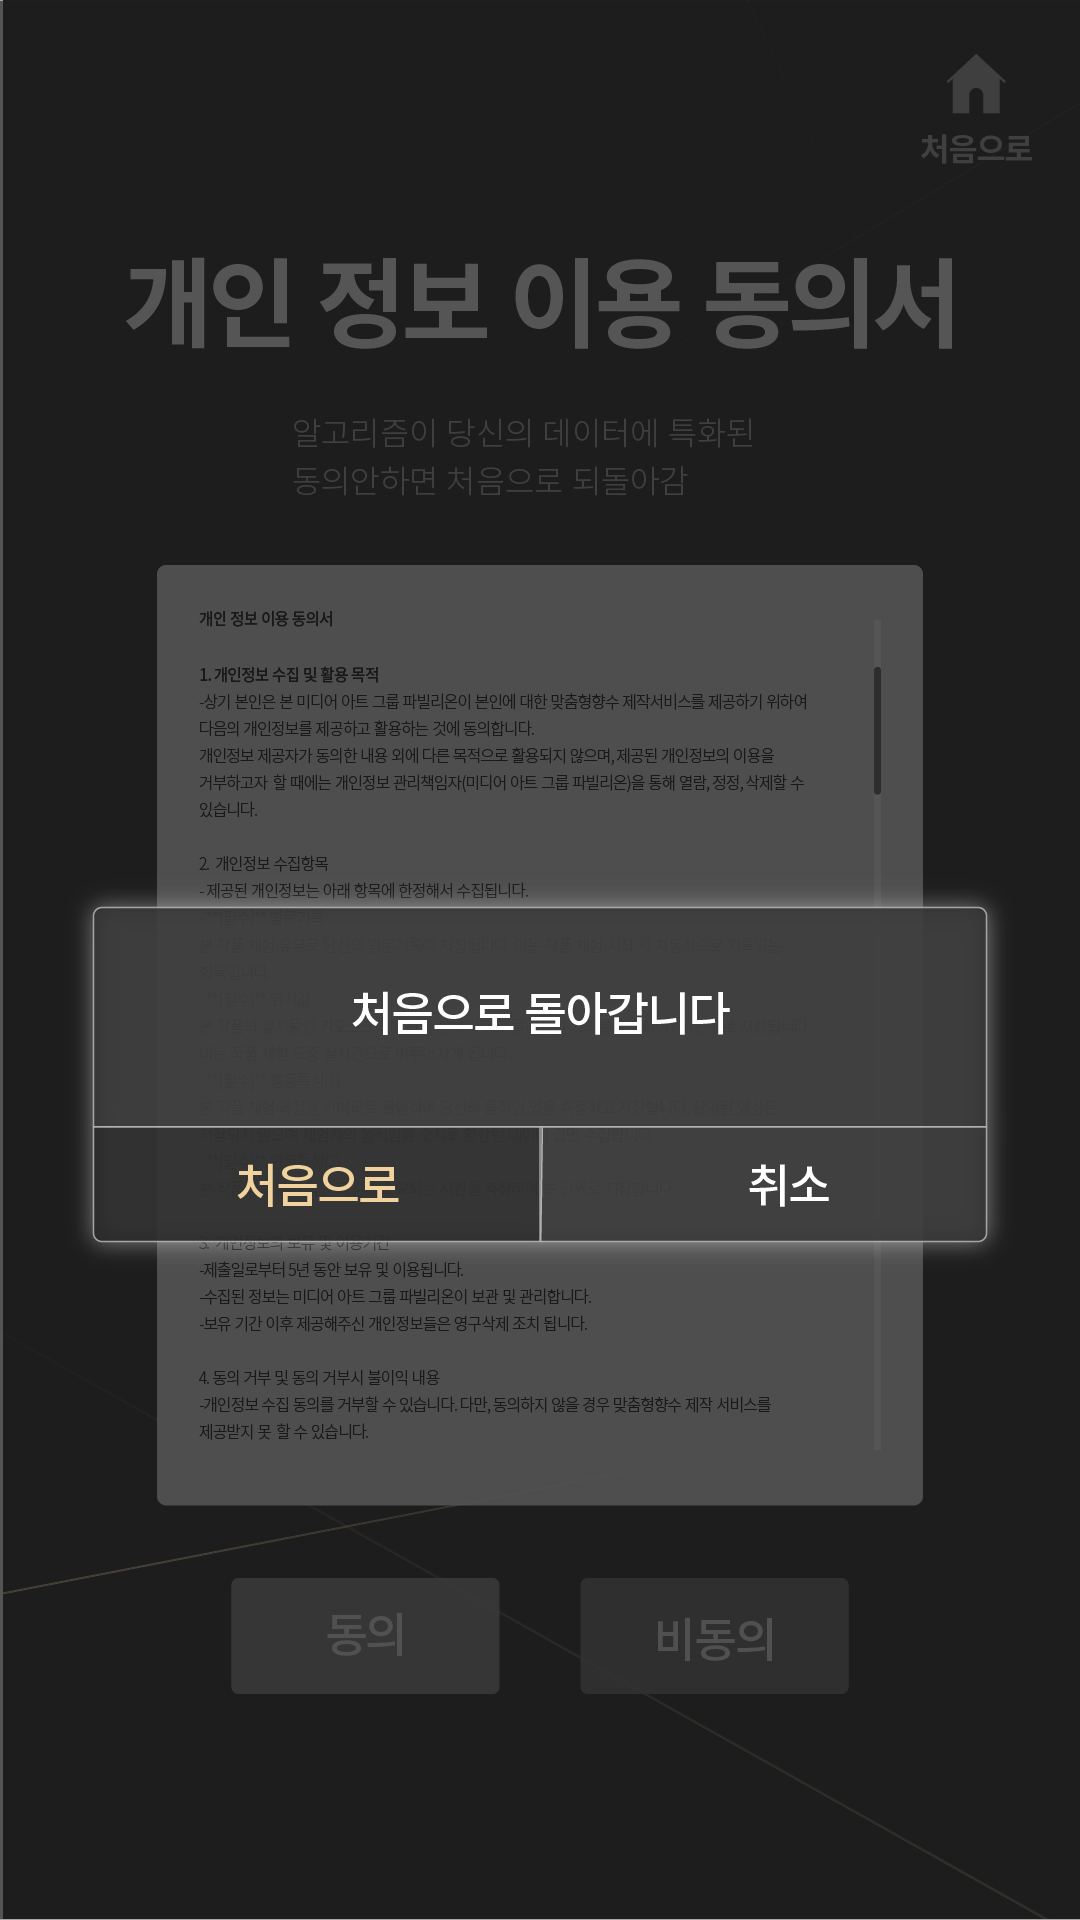 처음으로
개인 정보 이용 동의서
알고리즘이 당신의 데이터에 특화된
동의안하면 처음으로 되돌아감
개인 정보 이용 동의서
1. 개인정보 수집 및 활용 목적
-상기 본인은 본 미디어 아트 그룹 파빌리온이 본인에 대한 맞춤형향수 제작서비스를 제공하기 위하여
다음의 개인정보를 제공하고 활용하는 것에 동의합니다.
개인정보 제공자가 동의한 내용 외에 다른 목적으로 활용되지 않으며, 제공된 개인정보의 이용을
거부하고자 할 때에는 개인정보 관리책임자(미디어 아트 그룹 파빌리온)을 통해 열람, 정정, 삭제할 수
있습니다.
2. 개인정보 수집항목
- 제공된 개인정보는 아래 항목에 한정해서 수집됩니다.
처음으로 돌아갑니다
처음으로
취소
3. 개인정보의 보유 및 이용기간
-제출일로부터 5년 동안 보유 및 이용됩니다.
-수집된 정보는 미디어 아트 그룹 파빌리온이 보관 및 관리합니다.
-보유 기간 이후 제공해주신 개인정보들은 영구삭제 조치 됩니다.
4. 동의 거부 및 동의 거부시 불이익 내용
-개인정보 수집 동의를 거부할 수 있습니다. 다만, 동의하지 않을 경우 맞춤형향수 제작 서비스를
제공받지 못 할 수 있습니다.
동의
비동의